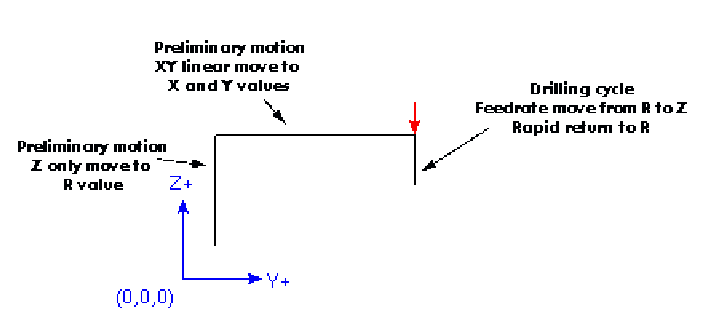 Preliminary motion
XY linear move to
X and Y values
Drilling cycle
Feedrate move from R to Z
Rapid return to R
Preliminary motion
Z only move to
R value
Z+
Y+
(0,0,0)